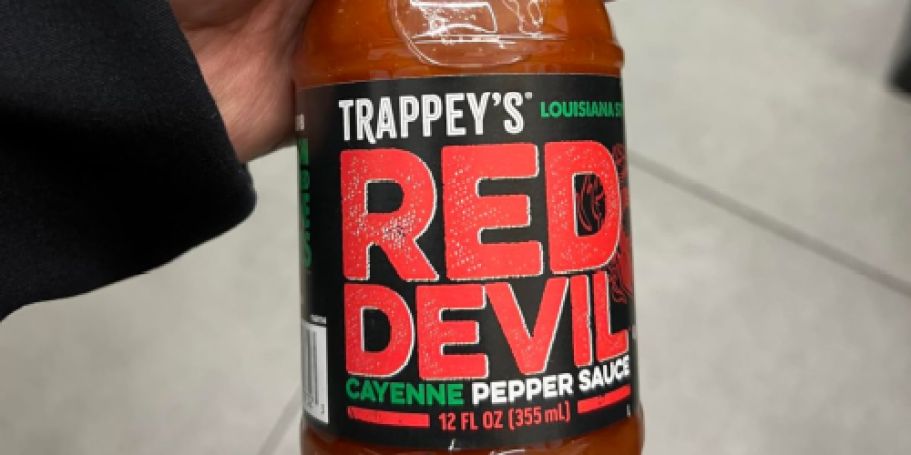 TRAPPEY'S
LOUISIANA
RED
DEVIL
CAYENNE PEPPER SAUCE
12 FL OZ (355 mL)